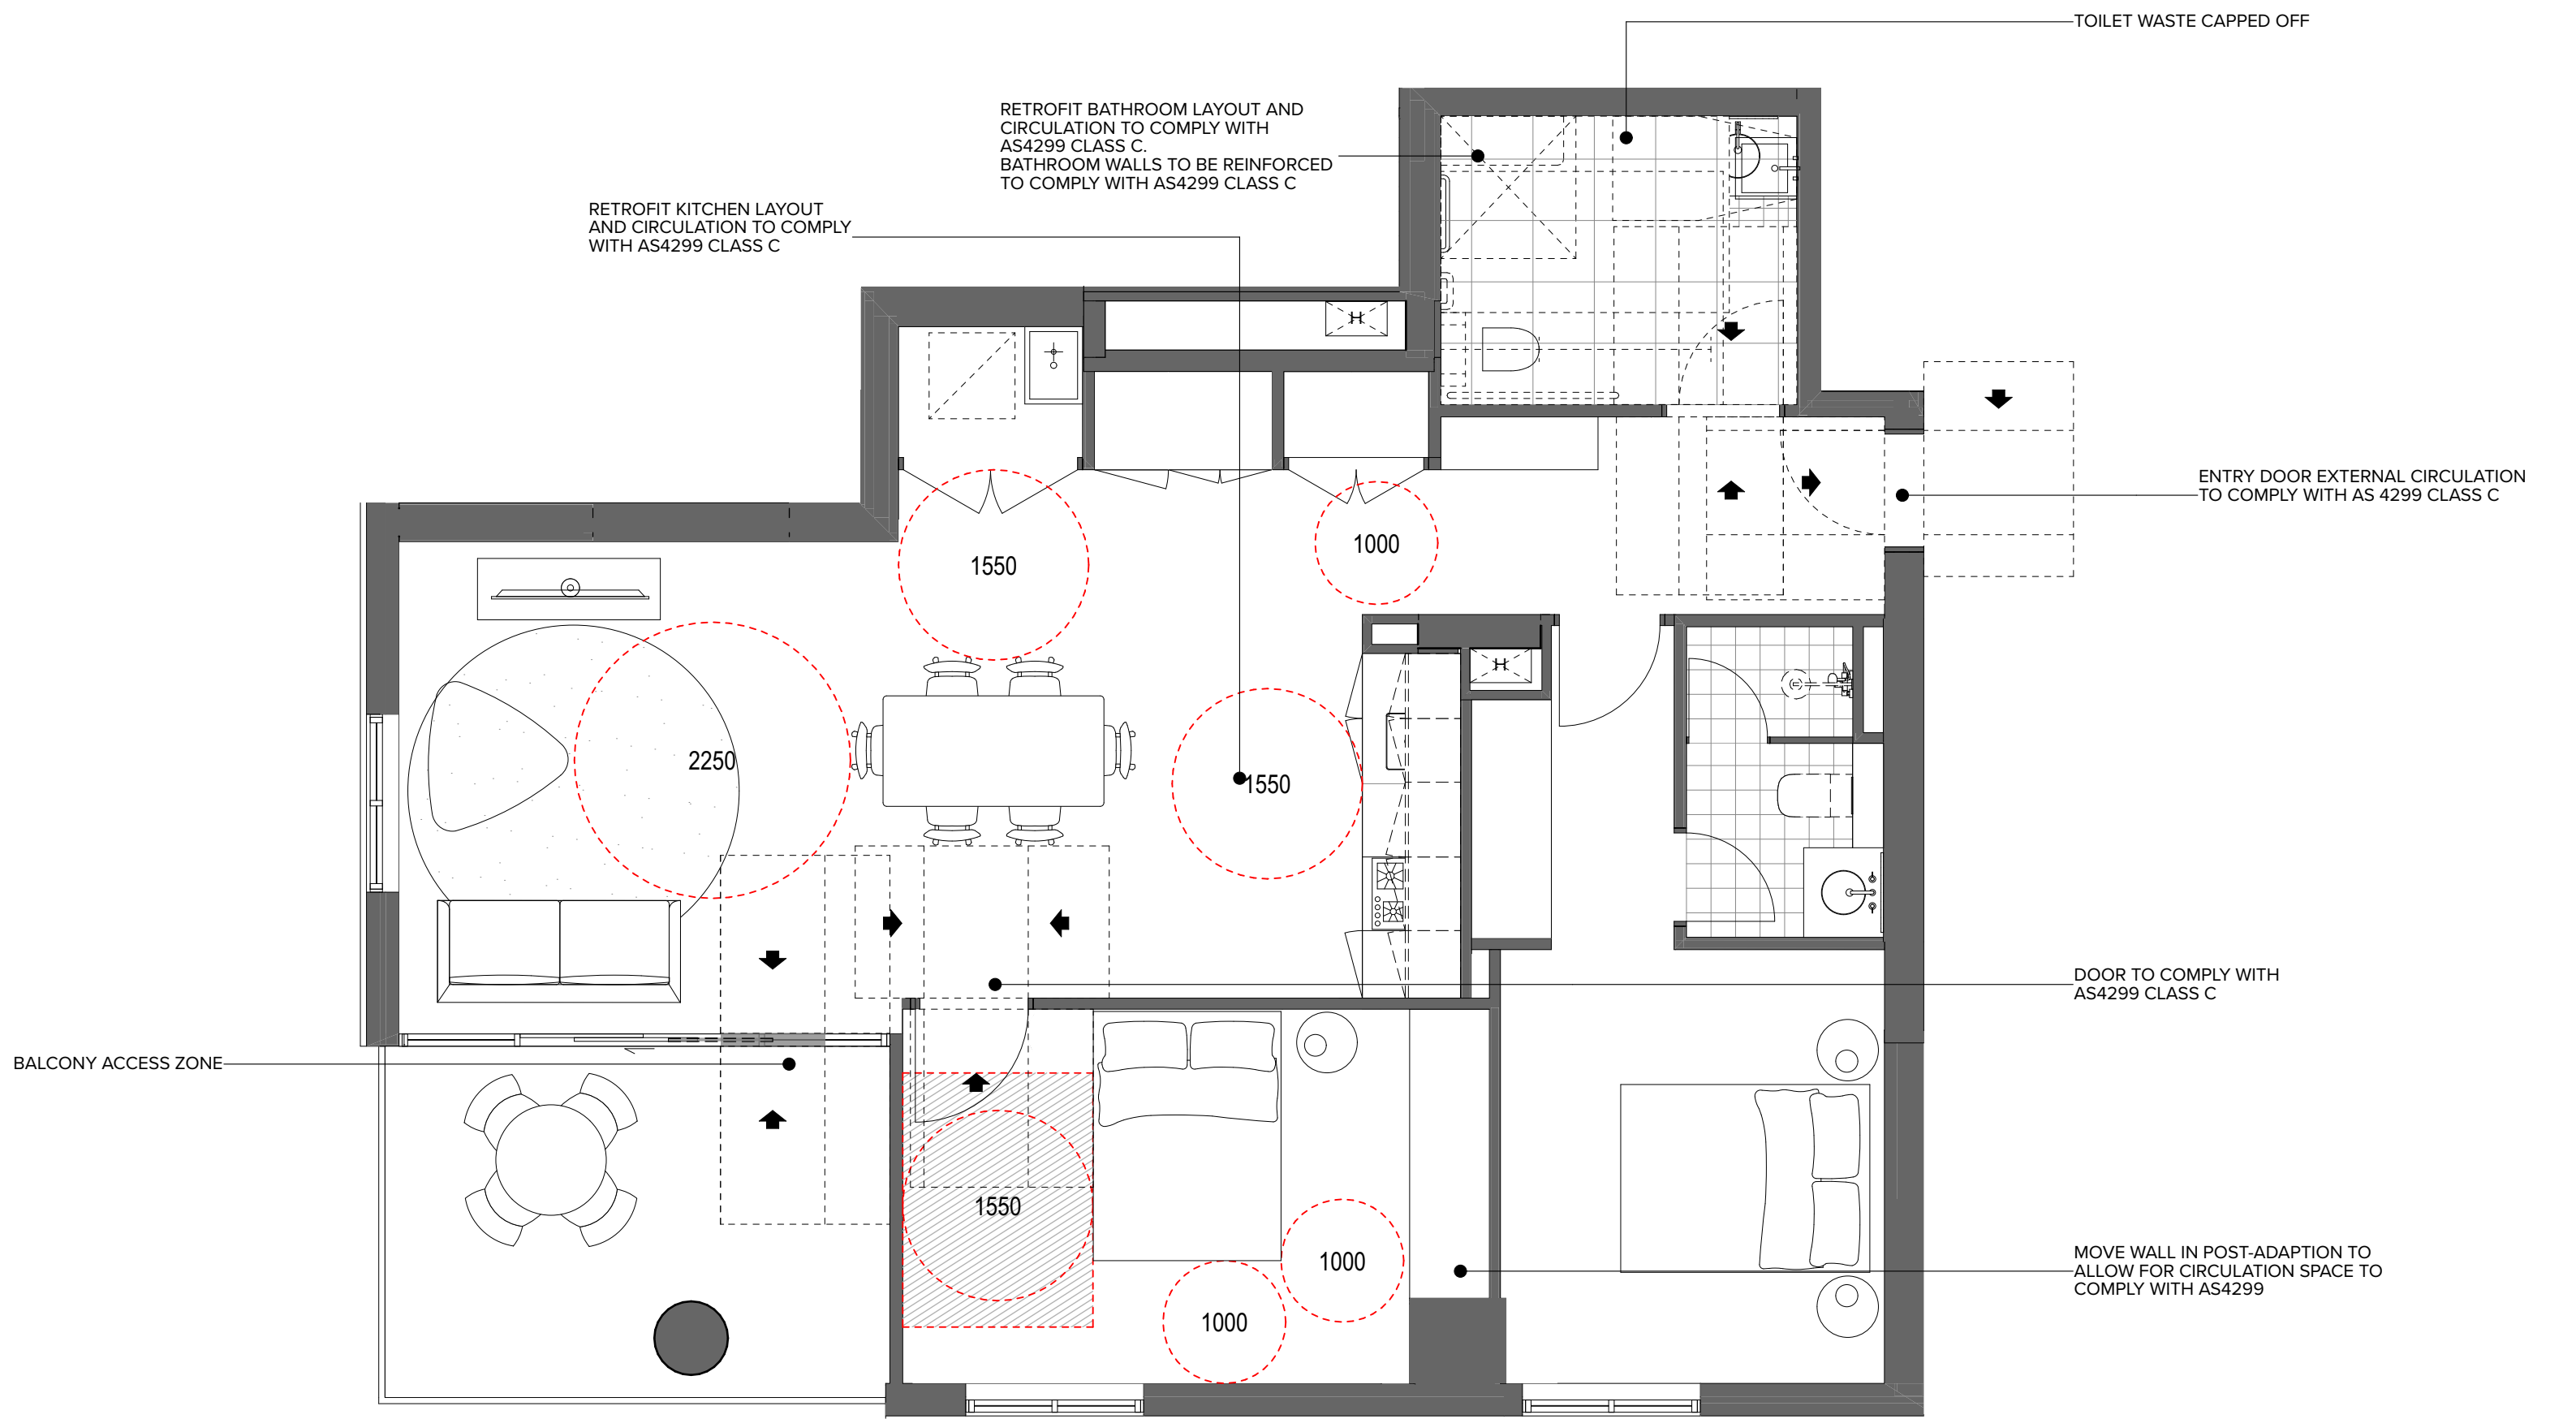 TOILET WASTE CAPPED OFF
RETROFIT BATHROOM LAYOUT AND
CIRCULATION TO COMPLY WITH
AS4299 CLASS C.
BATHROOM WALLS TO BE REINFORCED
TO COMPLY WITH AS4299 CLASS C
RETROFIT KITCHEN LAYOUT
AND CIRCULATION TO COMPLY
WITH AS4299 CLASS C
H
ENTRY DOOR EXTERNAL CIRCULATION
TO COMPLY WITH AS 4299 CLASS C
1000
1550
H
2250
1550
DOOR TO COMPLY WITH
AS4299 CLASS C
BALCONY ACCESS ZONE
1550
1000
MOVE WALL IN POST-ADAPTION TO
ALLOW FOR CIRCULATION SPACE TO
COMPLY WITH AS4299
1000